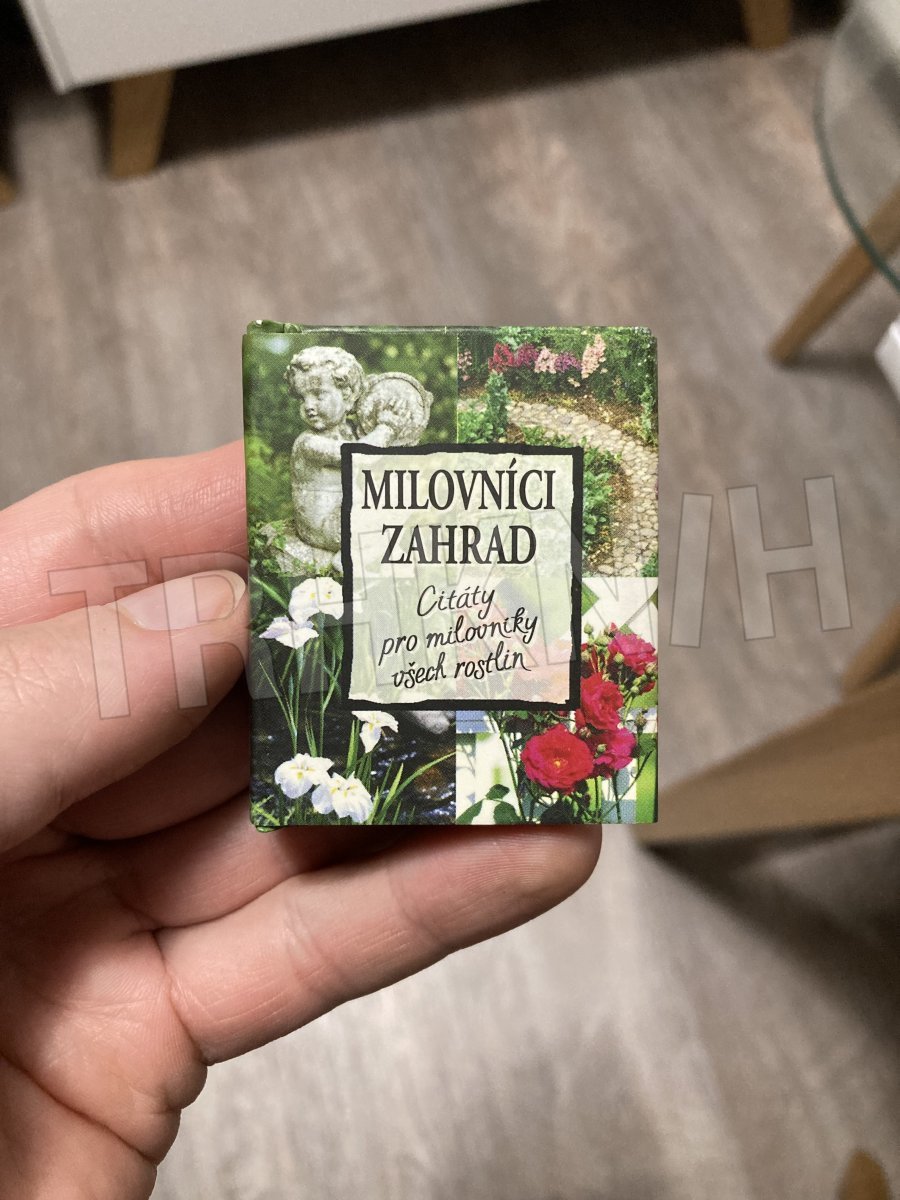 MILOVNÍCI
ZAHRAD
Citáty
pro milovníky
všech rostlin